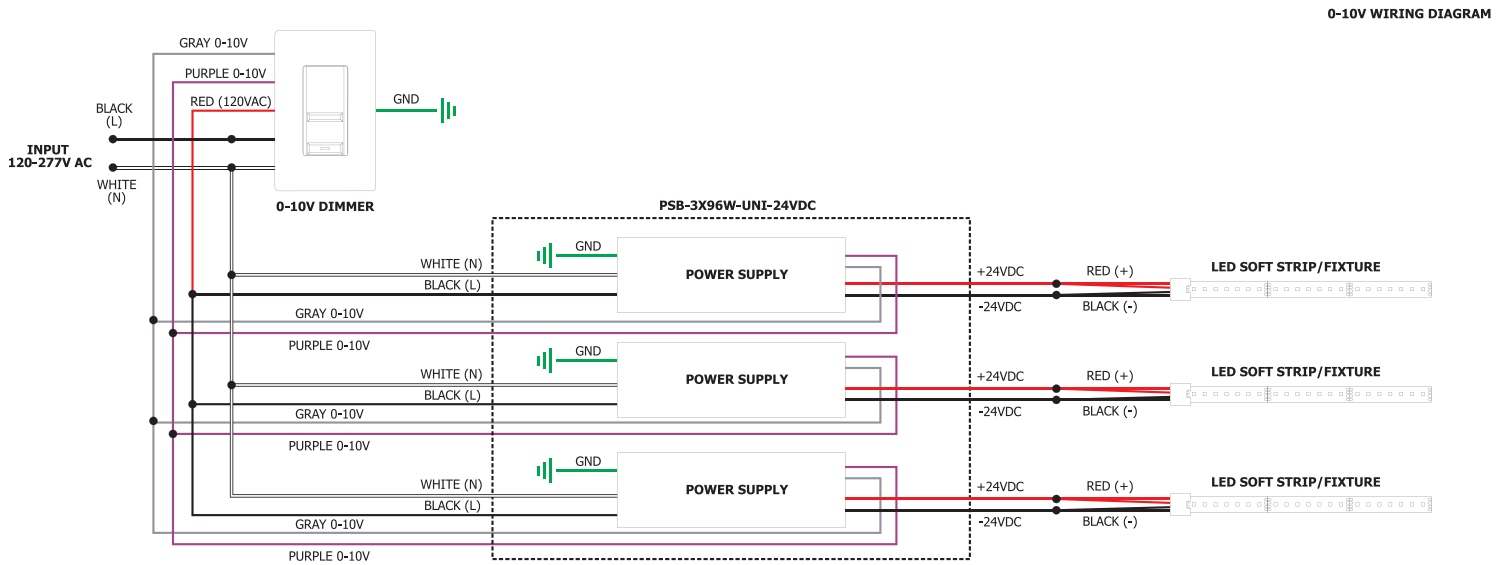 0-10V WIRING DIAGRAM
GRAY 0-10V
PURPLE 0-10V
RED (120VAC)
GND
BLACK
(L)
INPUT
120-277V AC
WHITE
(N)
0-10V DIMMER
PSB-3X96W-UNI-24VDC
GND
WHITE (N)
BLACK (L)
POWER SUPPLY
+24VDC
RED (+)
LED SOFT STRIP/FIXTURE
-24VDC
BLACK (-)
GRAY 0-10V
PURPLE 0-10V
GND
WHITE (N)
BLACK (L)
POWER SUPPLY
+24VDC
RED (+)
LED SOFT STRIP/FIXTURE
-24VDC
BLACK (-)
GRAY 0-10V
PURPLE 0-10V
GND
WHITE (N)
BLACK (L)
POWER SUPPLY
+24VDC
RED (+)
LED SOFT STRIP/FIXTURE
-24VDC
BLACK (-)
GRAY 0-10V
PURPLE 0-10V